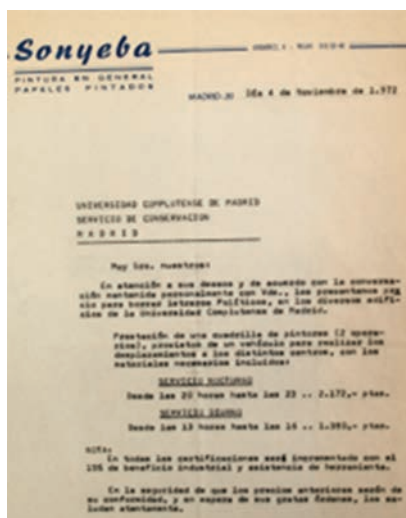 Sonyeba
PINTURA EN GENERAL
PAPELES PINTADOS
MADRID-20 Día 4 de Noviembre de 1.972
UNIVERSIDAD COMPLUTENSE DE MADRID
SERVICIO DE CONSERVACION
M A D R I D
Muy Srs. nuestros:
En atención a sus deseos y de acuerdo con la conversa-
ción mantenida personalmente con Vds., les presentamos pre
cio para borrar letreros Políticos, en los diversos edifi-
cios de la Universidad Complutense de Madrid.
Prestación de una cuadrilla de pintores (2 opera-
rios), provistos de un vehículo para realizar los
desplazamientos a los distintos centros, con los
materiales necesarios incluidos:
SERVICIO NOCTURNO
Desde las 20 horas hasta las 23 .. 2.172,- ptas.
SERVICIO DIURNO
Desde las 13 horas hasta las 16 .. ptas.
NOTA.
En todas las certificaciones será incrementado con el
15% de beneficio industrial y asistencia de herramienta.
En la seguridad de que los precios anteriores serán de
su conformidad, y en espera de sus gratas órdenes, les sa-
ludan atentamente.